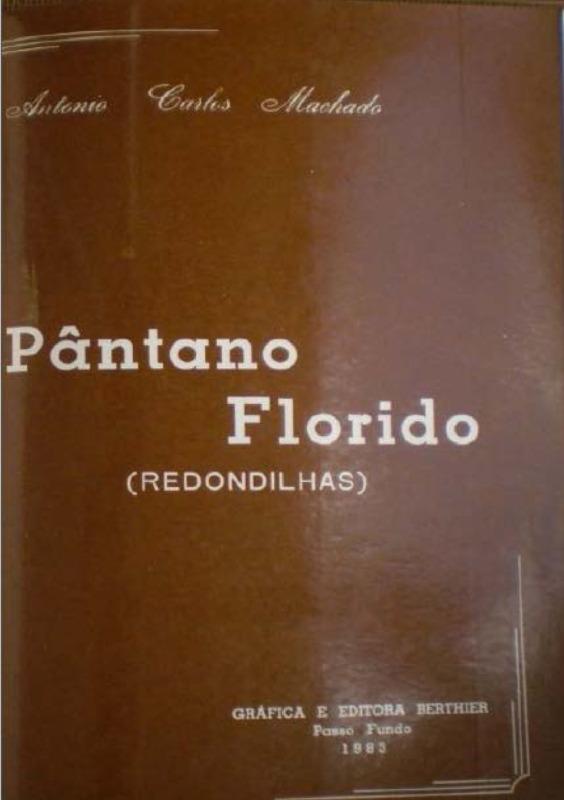 Antonio Carlos Machado
Pântano
Florido
(REDONDILHAS)
GRÁFICA E EDITORA BERTHIER
Passo Fundo
1983